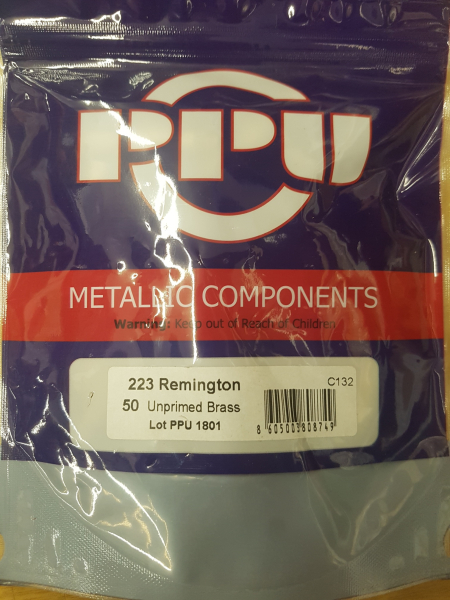 PPU
METALLIC COMPONENTS
Warning: Keep out of Reach of Children
223 Remington
C132
50 Unprimed Brass
Lot PPU 1801
8 605003 808749